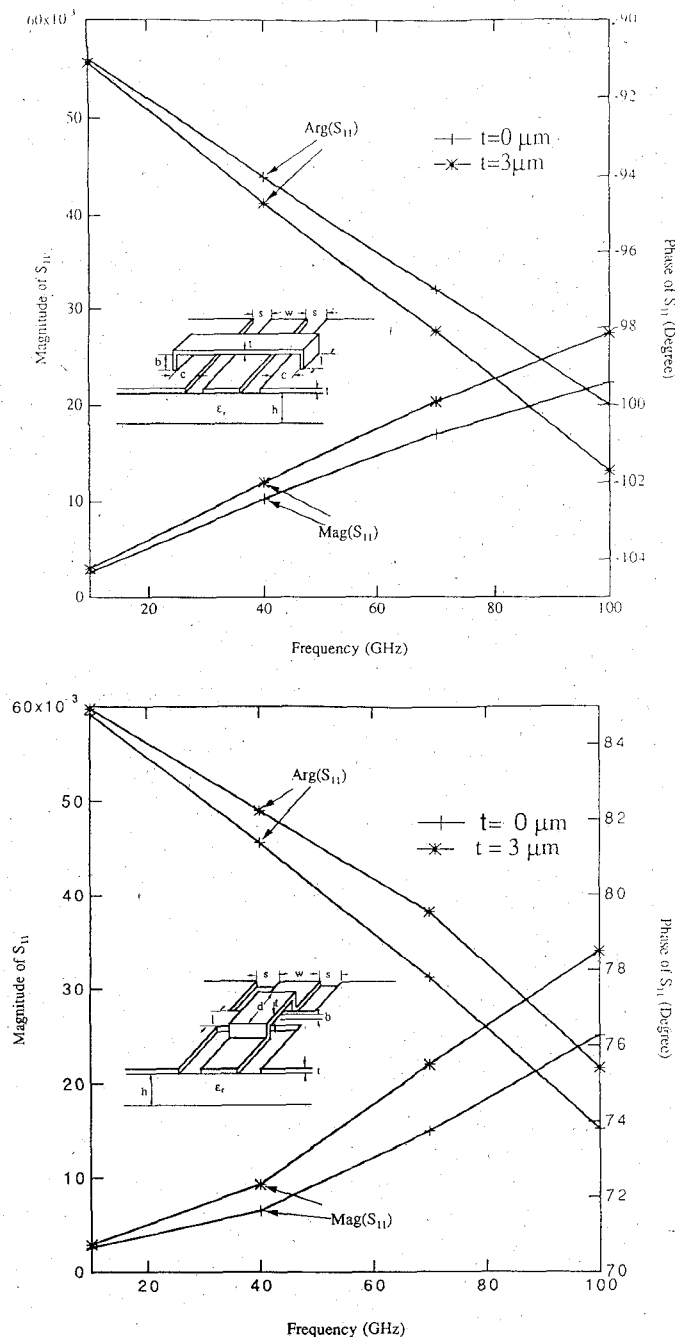 60x10⁻³
50
40
30
20
10
0
Magnitude of S₁₁
-90
-92
-94
-96
-98
-100
-102
-104
Phase of S₁₁ (Degree)
Arg(S₁₁)
t=0 μm
t=3μm
s w s
t
b
c c
t
εᵣ h
Mag(S₁₁)
20 40 60 80 100
Frequency (GHz)
60x10⁻³
50
40
30
20
10
0
Magnitude of S₁₁
84
82
80
78
76
74
72
70
Phase of S₁₁ (Degree)
Arg(S₁₁)
t= 0 μm
t = 3 μm
s w s
d t
l b
t
h εᵣ
Mag(S₁₁)
20 40 60 80 100
Frequency (GHz)